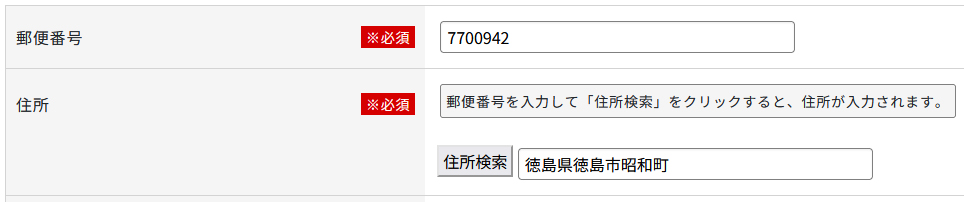 郵便番号 ※必須 7700942
住所 ※必須 郵便番号を入力して「住所検索」をクリックすると、住所が入力されます。
住所検索 徳島県徳島市昭和町